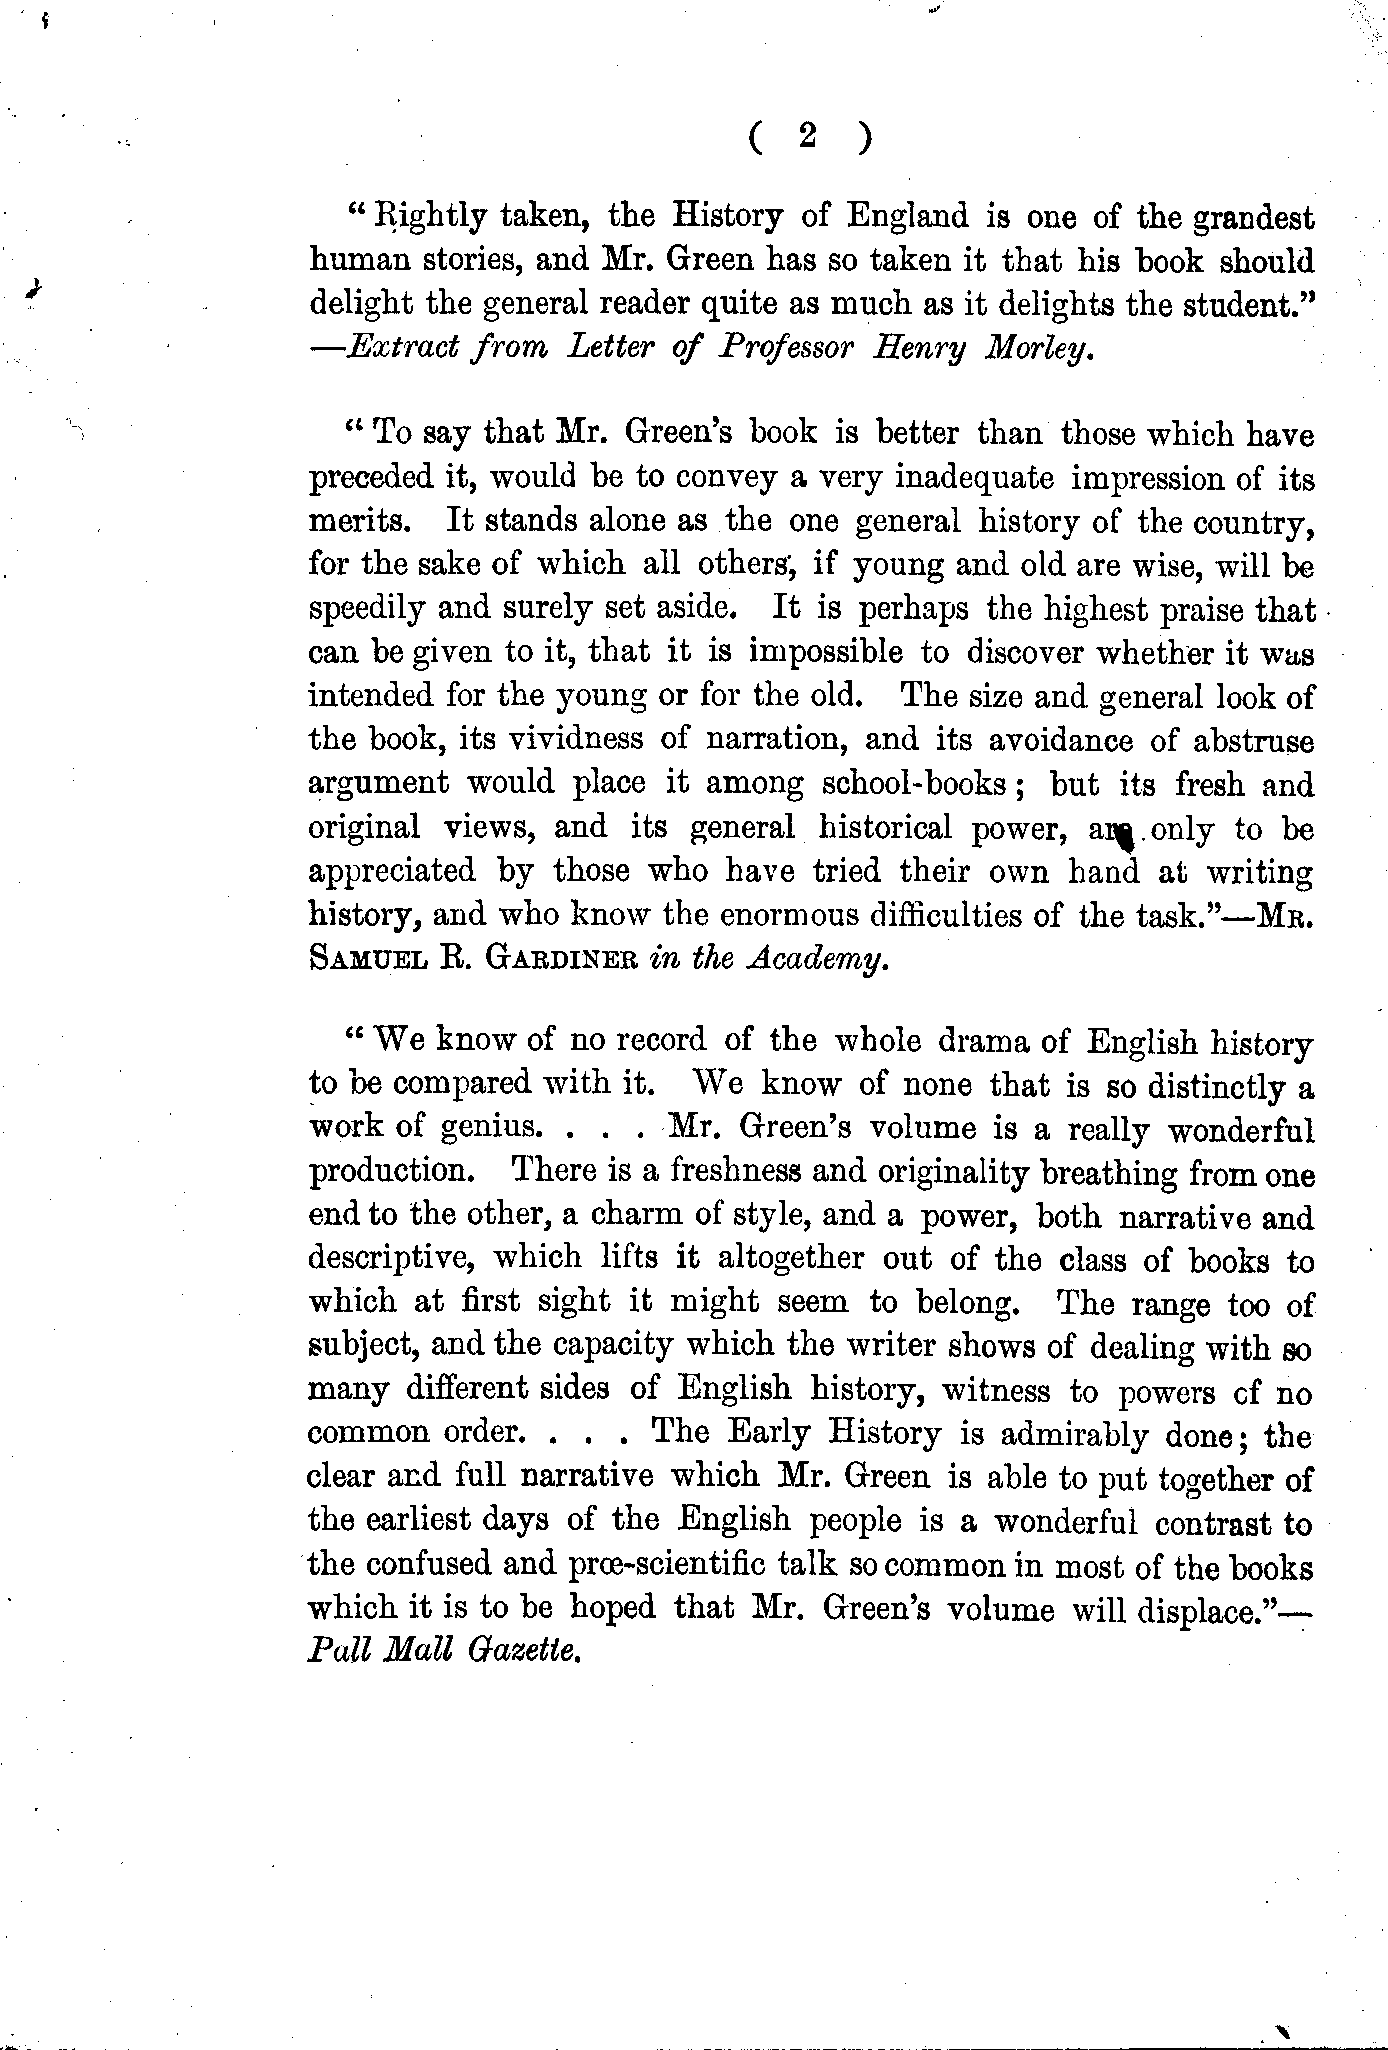 ( 2 )
“ Rightly taken, the History of England is one of the grandest
human stories, and Mr. Green has so taken it that his book should
delight the general reader quite as much as it delights the student.”
—Extract from Letter of Professor Henry Morley.
“ To say that Mr. Green’s book is better than those which have
preceded it, would be to convey a very inadequate impression of its
merits. It stands alone as the one general history of the country,
for the sake of which all others, if young and old are wise, will be
speedily and surely set aside. It is perhaps the highest praise that
can be given to it, that it is impossible to discover whether it was
intended for the young or for the old. The size and general look of
the book, its vividness of narration, and its avoidance of abstruse
argument would place it among school-books ; but its fresh and
original views, and its general historical power, are only to be
appreciated by those who have tried their own hand at writing
history, and who know the enormous difficulties of the task.”—MR.
SAMUEL R. GARDINER in the Academy.
“ We know of no record of the whole drama of English history
to be compared with it. We know of none that is so distinctly a
work of genius. . . . Mr. Green’s volume is a really wonderful
production. There is a freshness and originality breathing from one
end to the other, a charm of style, and a power, both narrative and
descriptive, which lifts it altogether out of the class of books to
which at first sight it might seem to belong. The range too of
subject, and the capacity which the writer shows of dealing with so
many different sides of English history, witness to powers cf no
common order. . . . The Early History is admirably done; the
clear and full narrative which Mr. Green is able to put together of
the earliest days of the English people is a wonderful contrast to
the confused and prœ-scientific talk so common in most of the books
which it is to be hoped that Mr. Green’s volume will displace.”—
Pall Mall Gazette.